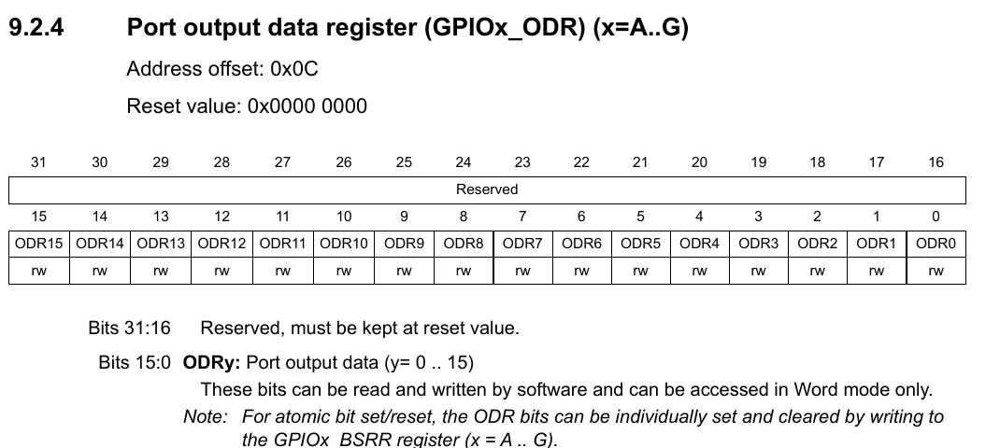 9.2.4 Port output data register (GPIOx_ODR) (x=A..G)
Address offset: 0x0C
Reset value: 0x0000 0000
31 30 29 28 27 26 25 24 23 22 21 20 19 18 17 16
Reserved
15 14 13 12 11 10 9 8 7 6 5 4 3 2 1 0
ODR15 ODR14 ODR13 ODR12 ODR11 ODR10 ODR9 ODR8 ODR7 ODR6 ODR5 ODR4 ODR3 ODR2 ODR1 ODR0
rw rw rw rw rw rw rw rw rw rw rw rw rw rw rw rw
Bits 31:16 Reserved, must be kept at reset value.
Bits 15:0 ODRy: Port output data (y= 0 .. 15)
These bits can be read and written by software and can be accessed in Word mode only.
Note: For atomic bit set/reset, the ODR bits can be individually set and cleared by writing to
the GPIOx_BSRR register (x = A .. G).